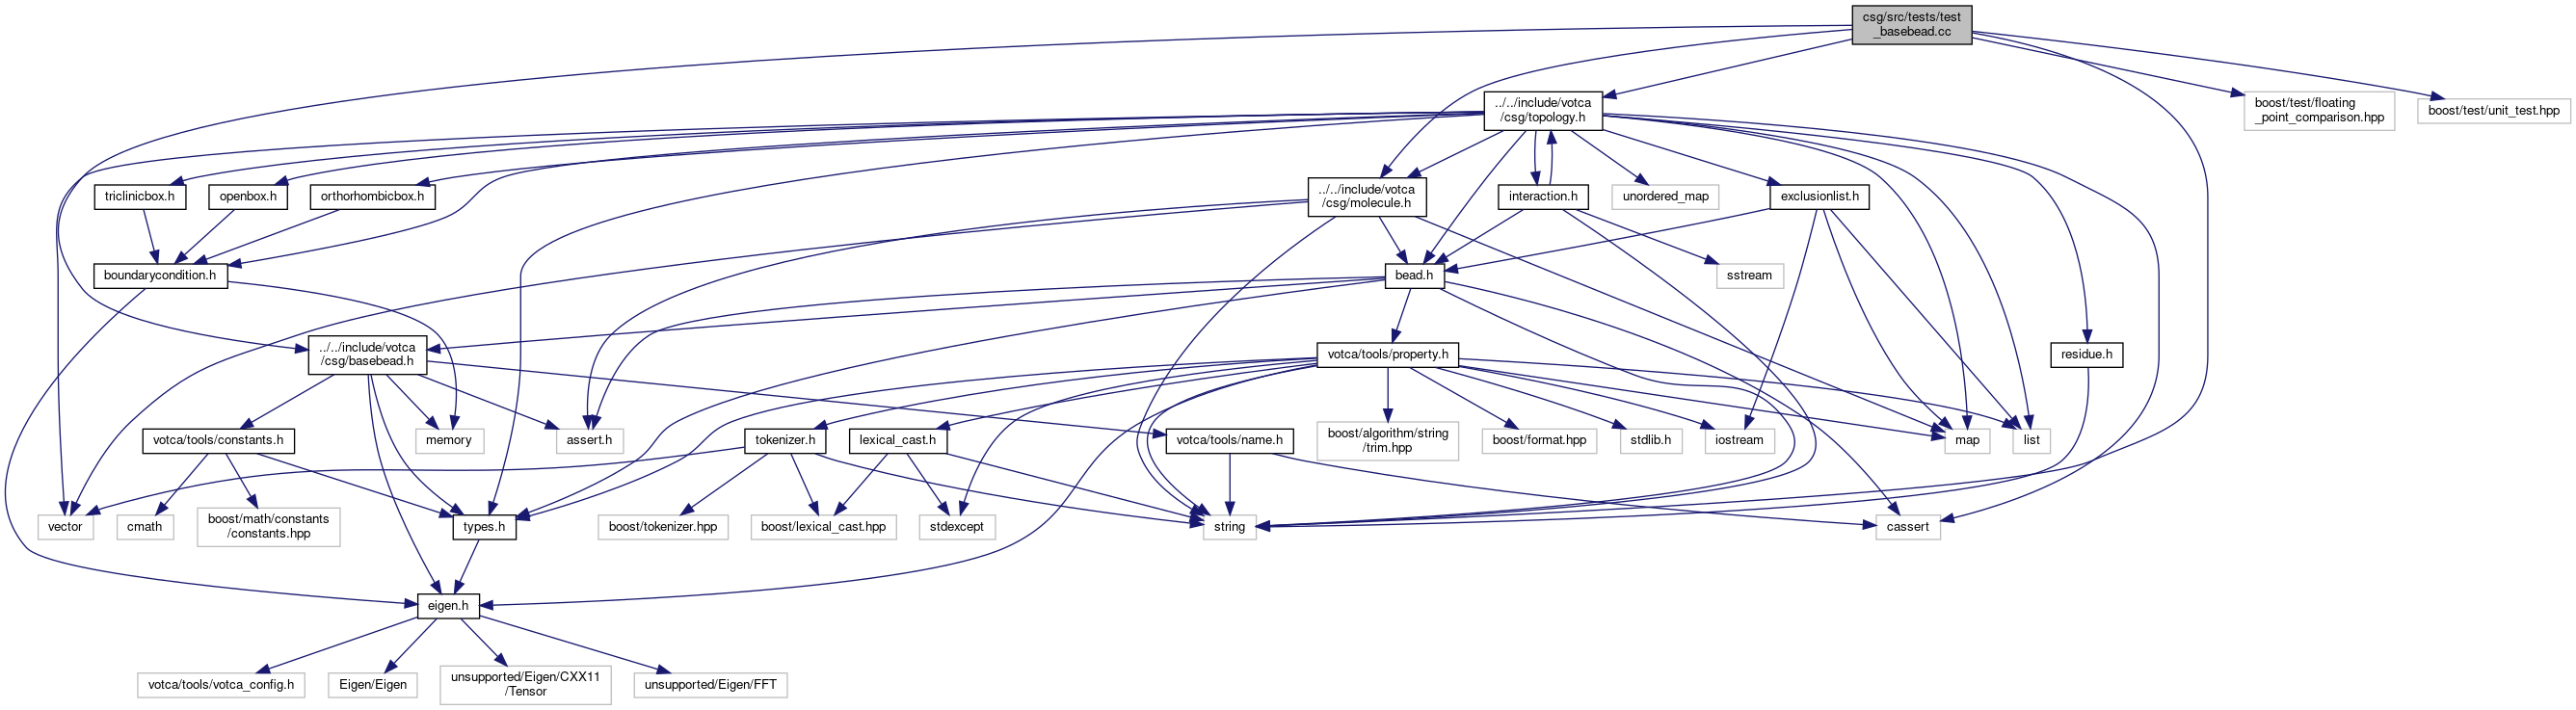 csg/src/tests/test
_basebead.cc
../../include/votca
/csg/topology.h
boost/test/floating
_point_comparison.hpp
boost/test/unit_test.hpp
triclinicbox.h
openbox.h
orthorhombicbox.h
../../include/votca
/csg/molecule.h
interaction.h
unordered_map
exclusionlist.h
boundarycondition.h
bead.h
sstream
../../include/votca
/csg/basebead.h
votca/tools/property.h
residue.h
votca/tools/constants.h
memory
assert.h
tokenizer.h
lexical_cast.h
votca/tools/name.h
boost/algorithm/string
/trim.hpp
boost/format.hpp
stdlib.h
iostream
map
list
vector
cmath
boost/math/constants
/constants.hpp
types.h
boost/tokenizer.hpp
boost/lexical_cast.hpp
stdexcept
string
cassert
eigen.h
votca/tools/votca_config.h
Eigen/Eigen
unsupported/Eigen/CXX11
/Tensor
unsupported/Eigen/FFT